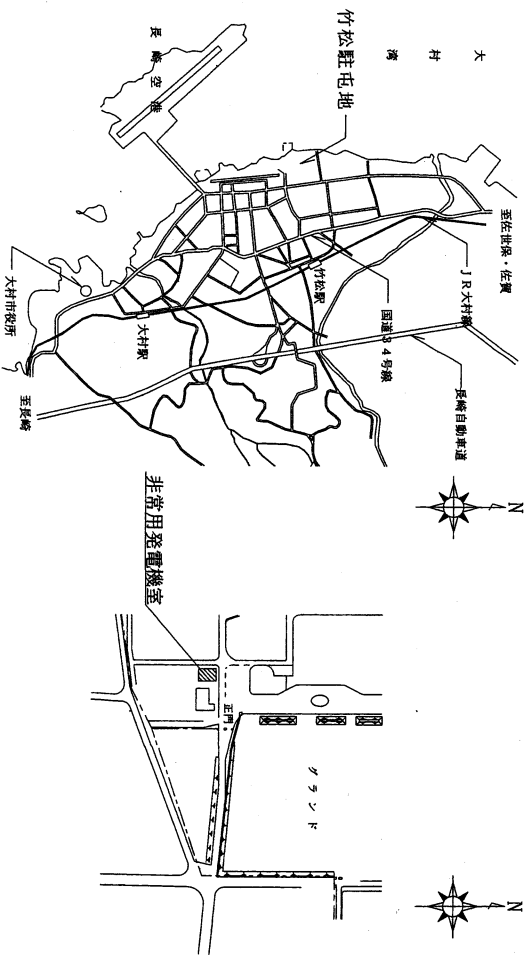 大村湾
竹松駐屯地
長崎空港
至佐世保・佐賀
JR大村線
竹松駅
国道34号線
長崎自動車道
大村駅
大村市役所
至長崎
N
非常用発電機室
正門
グランド
N